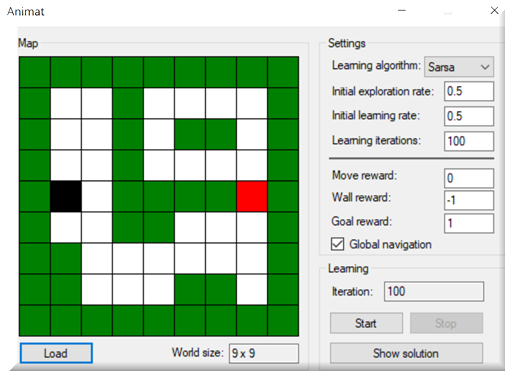 Animat
Map
Settings
Learning algorithm: Sarsa
Initial exploration rate: 0.5
Initial learning rate: 0.5
Learning iterations: 100
Move reward: 0
Wall reward: -1
Goal reward: 1
Global navigation
Learning
Iteration: 100
Start Stop
Load World size: 9 x 9 Show solution